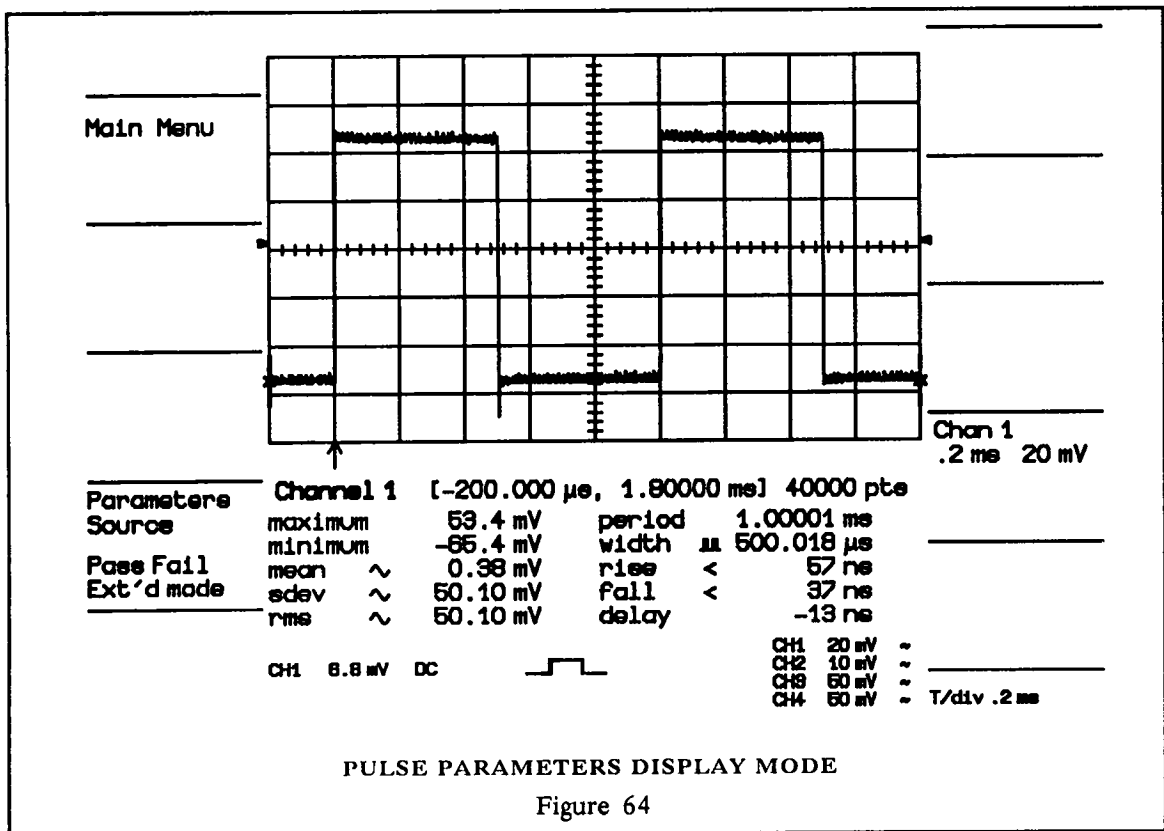 Main Menu
Chan 1
.2 ms 20 mV
Parameters
Source
Pass Fail
Ext'd mode
Channel 1 [-200.000 µs, 1.80000 ms] 40000 pts
maximum 53.4 mV period 1.00001 ms
minimum -65.4 mV width 500.018 µs
mean ~ 0.38 mV rise < 57 ns
sdev ~ 50.10 mV fall < 37 ns
rms ~ 50.10 mV delay -13 ns
CH1 6.8 mV DC
CH1 20 mV ~
CH2 10 mV ~
CH3 50 mV ~
CH4 50 mV ~
T/div .2 ms
PULSE PARAMETERS DISPLAY MODE
Figure 64